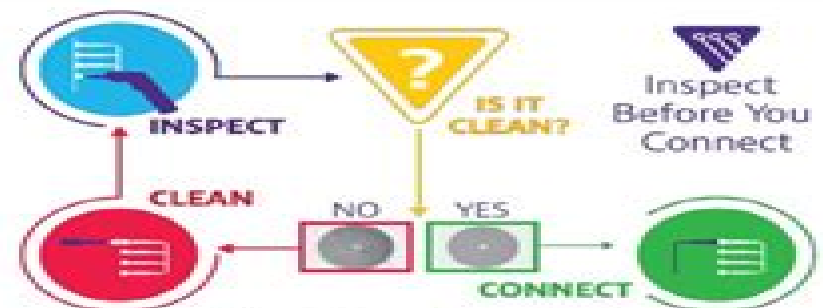 ?
INSPECT
IS IT
CLEAN?
Inspect
Before You
Connect
CLEAN
NO
YES
CONNECT